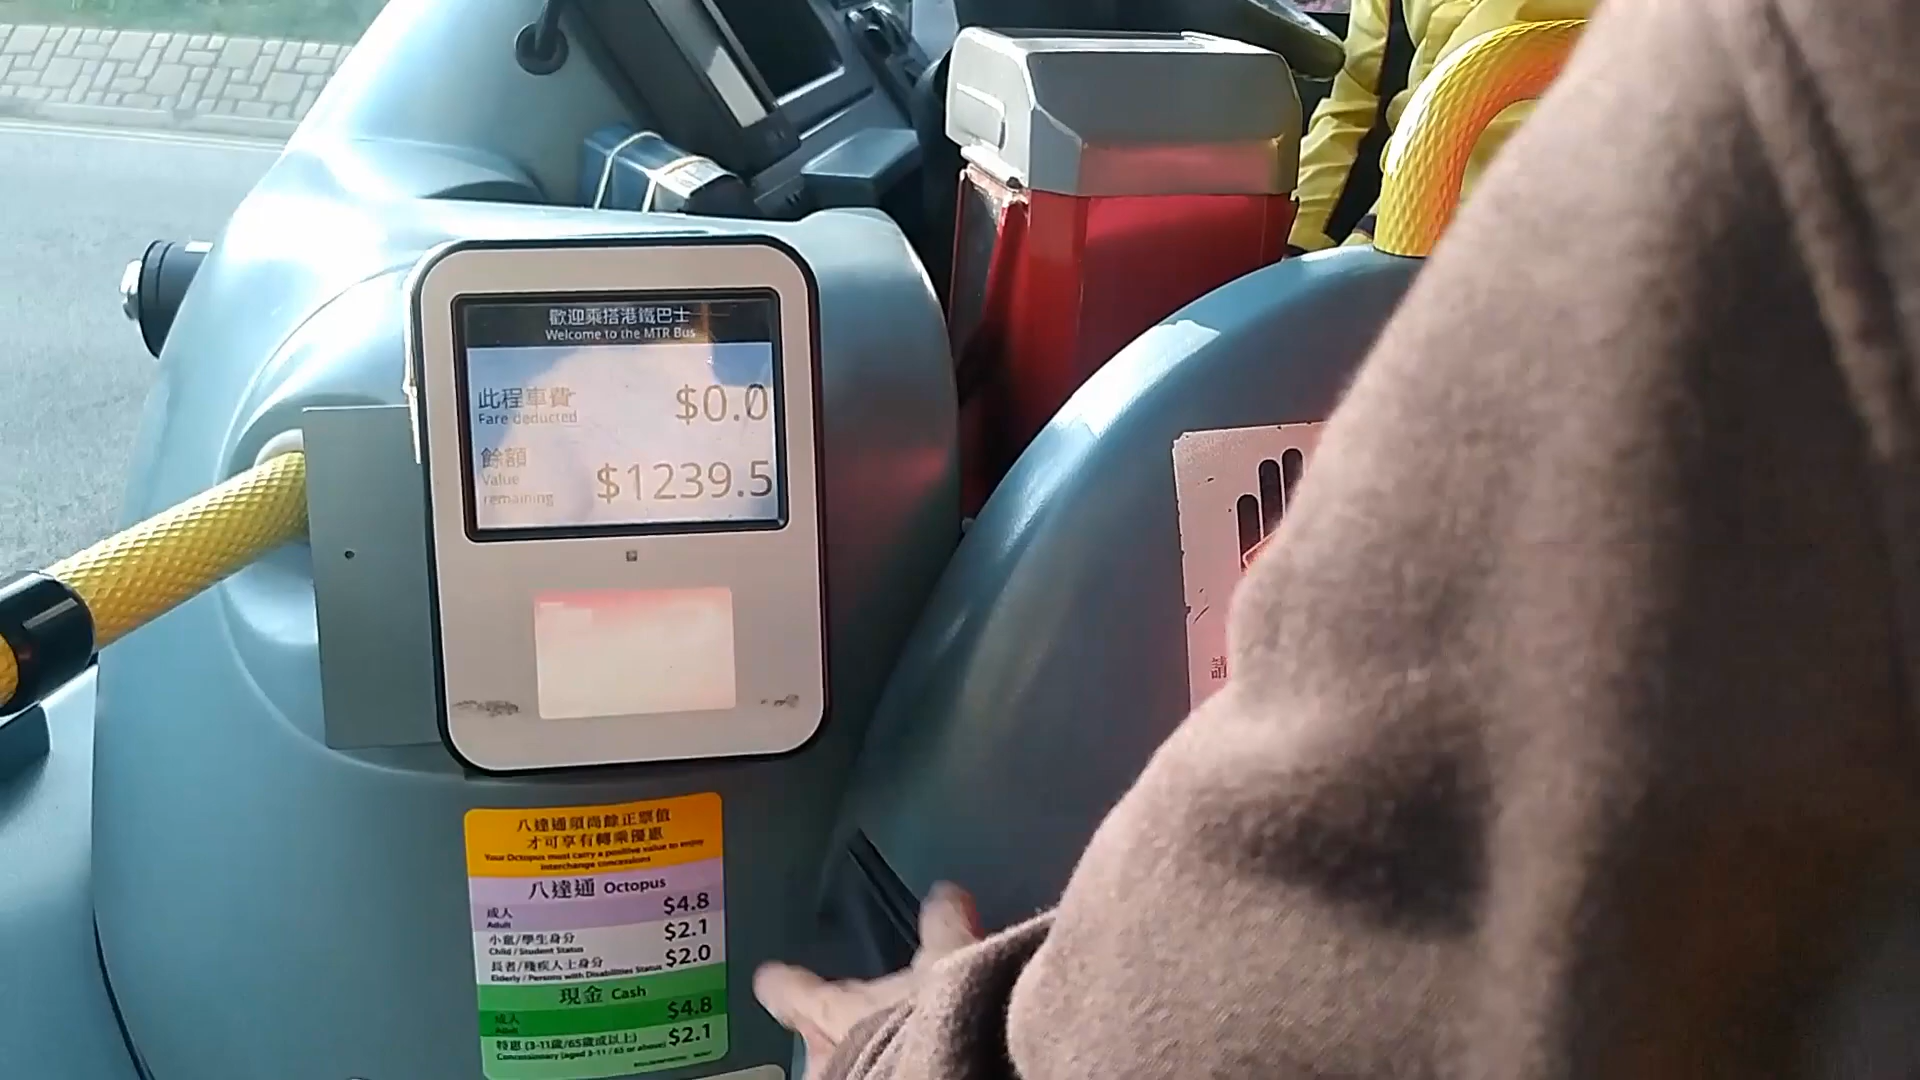 歡迎乘搭港鐵巴士
Welcome to the MTR Bus
此程車費 $0.0
Fare deducted
餘額 $1239.5
Value
remaining
請
八達通須尚餘正票值
才可享有轉乘優惠
Your Octopus must carry a positive value to enjoy
interchange concessions
八達通 Octopus
成人 $4.8
Adult
小童/學生身分 $2.1
Child / Student Status
長者/殘疾人士身分 $2.0
Elderly / Persons with Disabilities Status
現金 Cash
成人 $4.8
Adult
特惠 (3-11歲/65歲或以上) $2.1
Concessionary (aged 3-11 / 65 or above)